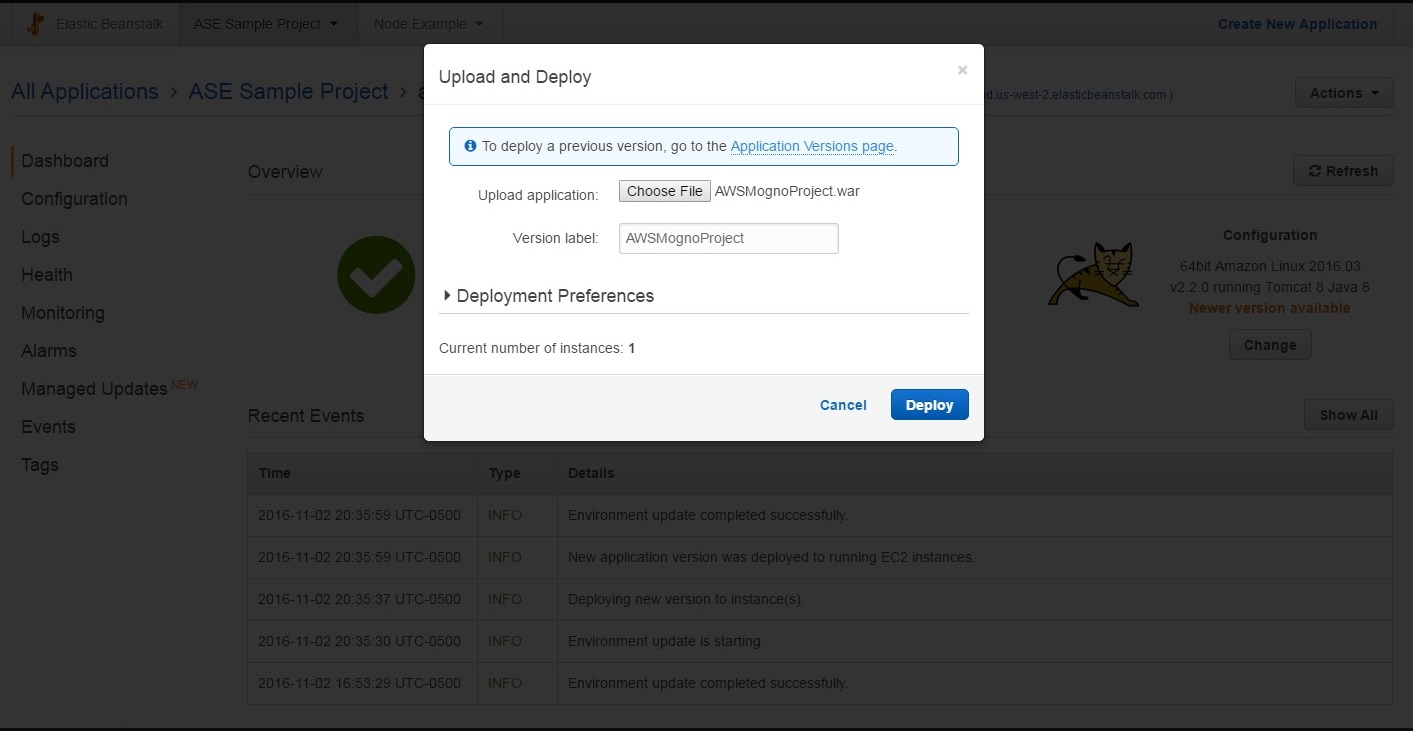 Elastic Beanstalk ASE Sample Project Node Example Create New Application
All Applications > ASE Sample Project > d.us-west-2.elasticbeanstalk.com ) Actions
Upload and Deploy ×
To deploy a previous version, go to the Application Versions page.
Upload application: Choose File AWSMognoProject.war
Version label: AWSMognoProject
Deployment Preferences
Current number of instances: 1
Cancel Deploy
Dashboard
Configuration
Logs
Health
Monitoring
Alarms
Managed Updates NEW
Events
Tags
Overview Refresh
Configuration
64bit Amazon Linux 2016.03
v2.2.0 running Tomcat 8 Java 8
Newer version available
Change
Recent Events Show All
Time Type Details
2016-11-02 20:35:59 UTC-0500 INFO Environment update completed successfully.
2016-11-02 20:35:59 UTC-0500 INFO New application version was deployed to running EC2 instances.
2016-11-02 20:35:37 UTC-0500 INFO Deploying new version to instance(s).
2016-11-02 20:35:30 UTC-0500 INFO Environment update is starting.
2016-11-02 16:53:29 UTC-0500 INFO Environment update completed successfully.